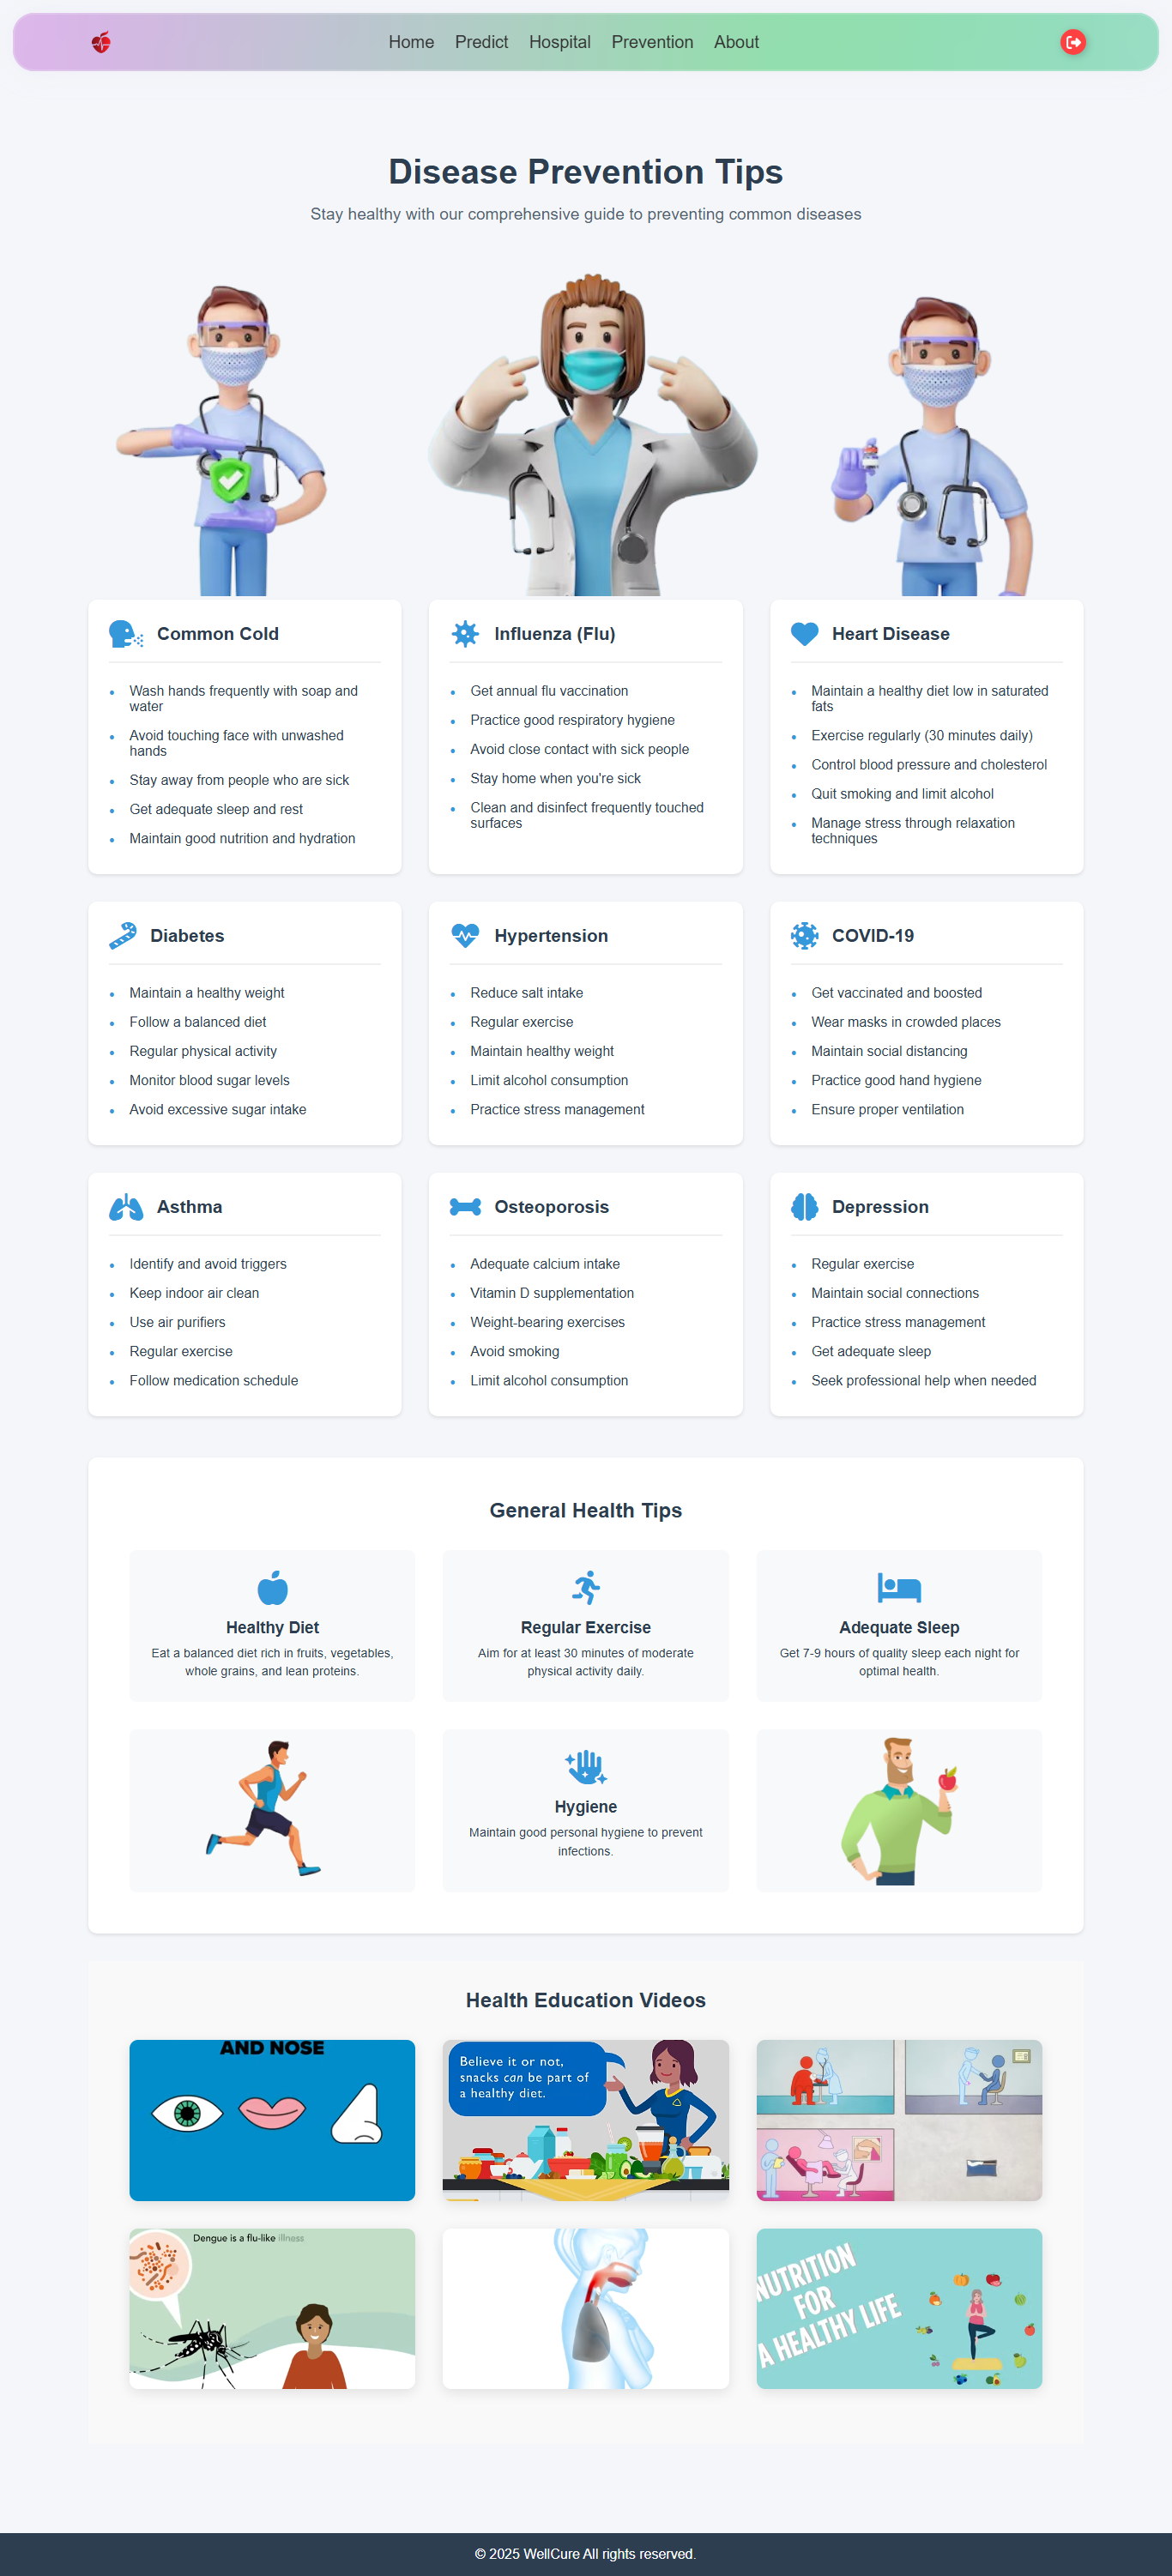 Home Predict Hospital Prevention About
Disease Prevention Tips
Stay healthy with our comprehensive guide to preventing common diseases
Common Cold
Wash hands frequently with soap and
water
Avoid touching face with unwashed
hands
Stay away from people who are sick
Get adequate sleep and rest
Maintain good nutrition and hydration
Influenza (Flu)
Get annual flu vaccination
Practice good respiratory hygiene
Avoid close contact with sick people
Stay home when you're sick
Clean and disinfect frequently touched
surfaces
Heart Disease
Maintain a healthy diet low in saturated
fats
Exercise regularly (30 minutes daily)
Control blood pressure and cholesterol
Quit smoking and limit alcohol
Manage stress through relaxation
techniques
Diabetes
Maintain a healthy weight
Follow a balanced diet
Regular physical activity
Monitor blood sugar levels
Avoid excessive sugar intake
Hypertension
Reduce salt intake
Regular exercise
Maintain healthy weight
Limit alcohol consumption
Practice stress management
COVID-19
Get vaccinated and boosted
Wear masks in crowded places
Maintain social distancing
Practice good hand hygiene
Ensure proper ventilation
Asthma
Identify and avoid triggers
Keep indoor air clean
Use air purifiers
Regular exercise
Follow medication schedule
Osteoporosis
Adequate calcium intake
Vitamin D supplementation
Weight-bearing exercises
Avoid smoking
Limit alcohol consumption
Depression
Regular exercise
Maintain social connections
Practice stress management
Get adequate sleep
Seek professional help when needed
General Health Tips
Healthy Diet
Eat a balanced diet rich in fruits, vegetables,
whole grains, and lean proteins.
Regular Exercise
Aim for at least 30 minutes of moderate
physical activity daily.
Adequate Sleep
Get 7-9 hours of quality sleep each night for
optimal health.
Hygiene
Maintain good personal hygiene to prevent
infections.
Health Education Videos
AND NOSE
Believe it or not,
snacks can be part of
a healthy diet.
Dengue is a flu-like illness
NUTRITION
FOR
A HEALTHY LIFE
© 2025 WellCure All rights reserved.